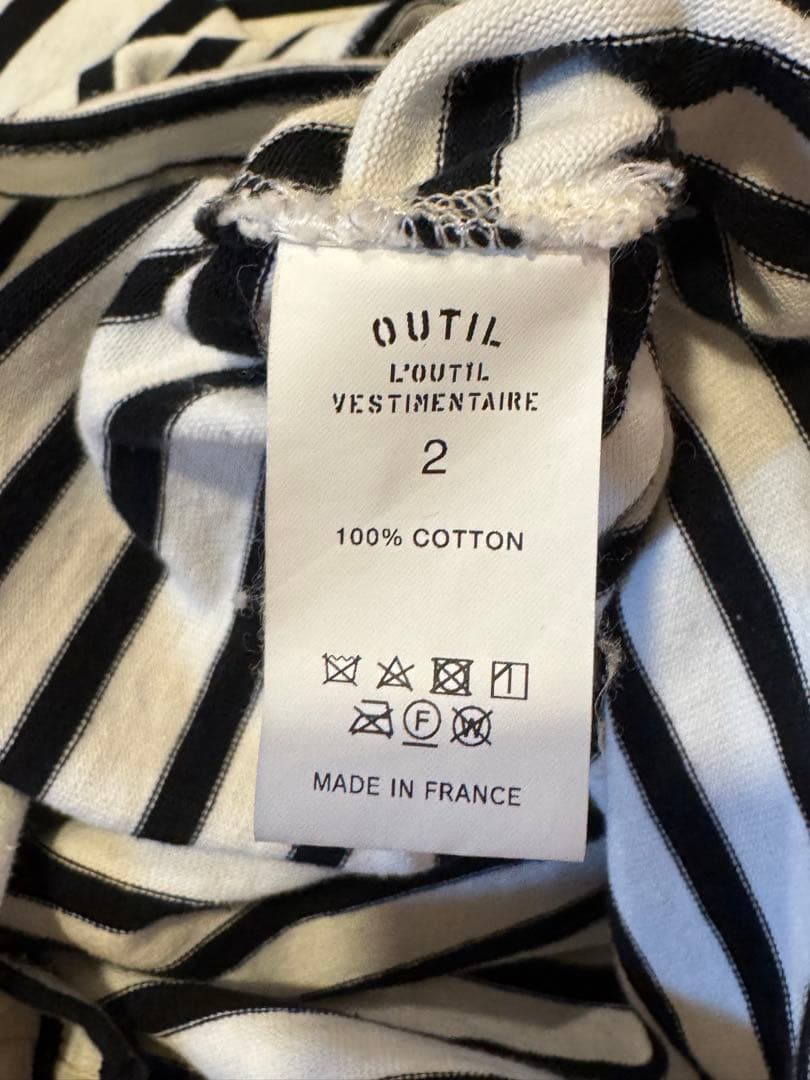 OUTIL
L'OUTIL
VESTIMENTAIRE
2
100% COTTON
F W
MADE IN FRANCE